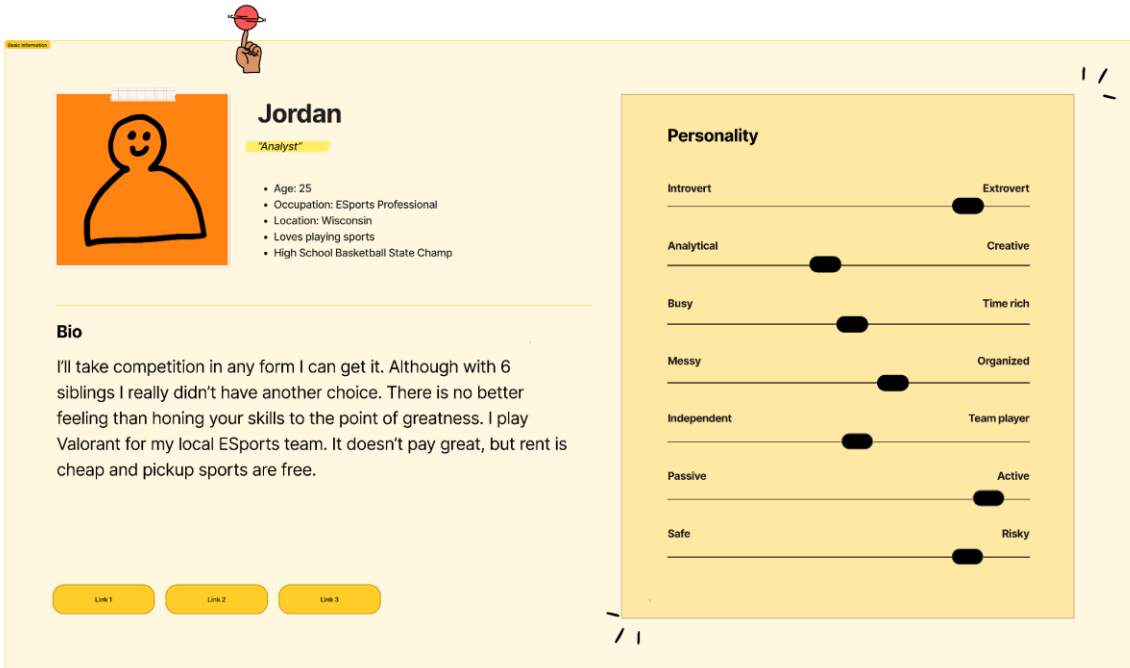 Basic Information
Jordan
"Analyst"
• Age: 25
• Occupation: ESports Professional
• Location: Wisconsin
• Loves playing sports
• High School Basketball State Champ
Bio
I'll take competition in any form I can get it. Although with 6
siblings I really didn't have another choice. There is no better
feeling than honing your skills to the point of greatness. I play
Valorant for my local ESports team. It doesn't pay great, but rent is
cheap and pickup sports are free.
Link 1
Link 2
Link 3
Personality
Introvert
Extrovert
Analytical
Creative
Busy
Time rich
Messy
Organized
Independent
Team player
Passive
Active
Safe
Risky